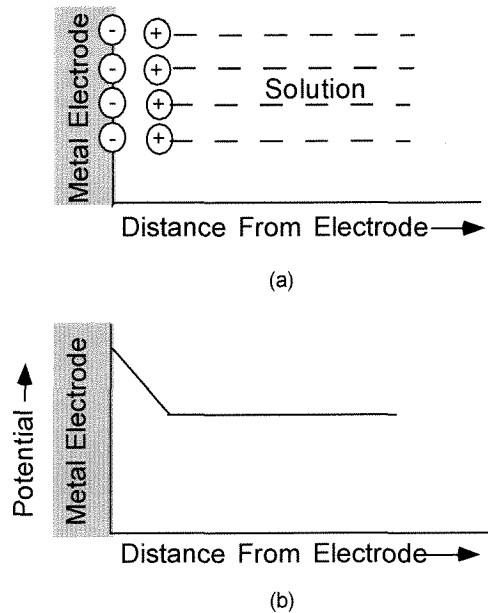 Metal Electrode
- +
- +
- +
- +
Solution
Distance From Electrode
(a)
Potential
Metal Electrode
Distance From Electrode
(b)